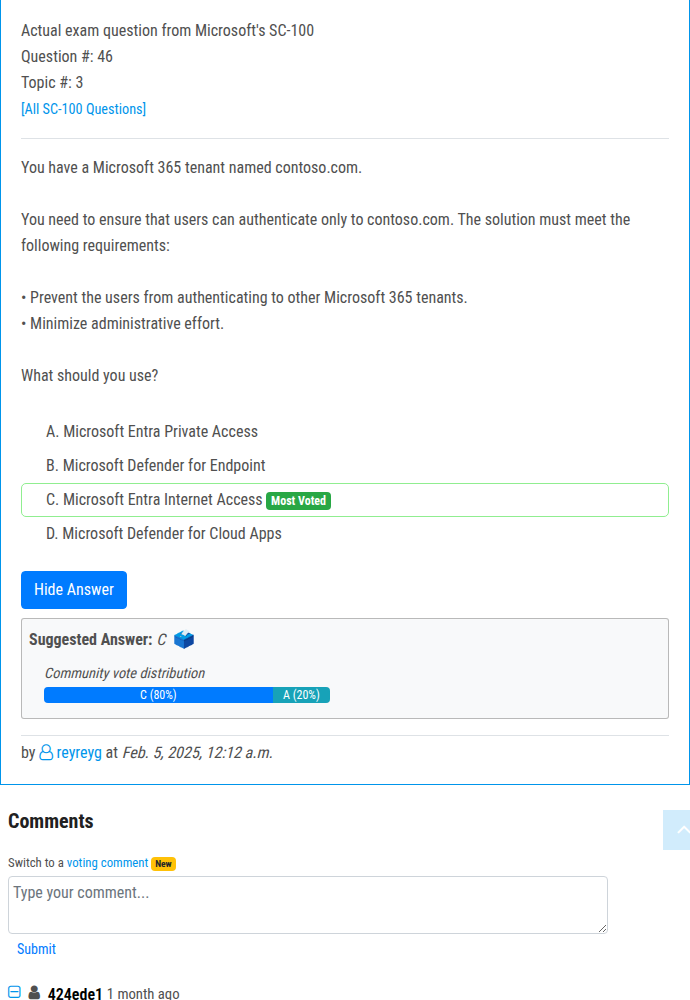 Actual exam question from Microsoft's SC-100
Question #: 46
Topic #: 3
[All SC-100 Questions]
You have a Microsoft 365 tenant named contoso.com.
You need to ensure that users can authenticate only to contoso.com. The solution must meet the
following requirements:
• Prevent the users from authenticating to other Microsoft 365 tenants.
• Minimize administrative effort.
What should you use?
A. Microsoft Entra Private Access
B. Microsoft Defender for Endpoint
C. Microsoft Entra Internet Access Most Voted
D. Microsoft Defender for Cloud Apps
Hide Answer
Suggested Answer: C
Community vote distribution
C (80%) A (20%)
by reyreyg at Feb. 5, 2025, 12:12 a.m.
Comments
Switch to a voting comment New
Type your comment...
Submit
424ede1 1 month ago